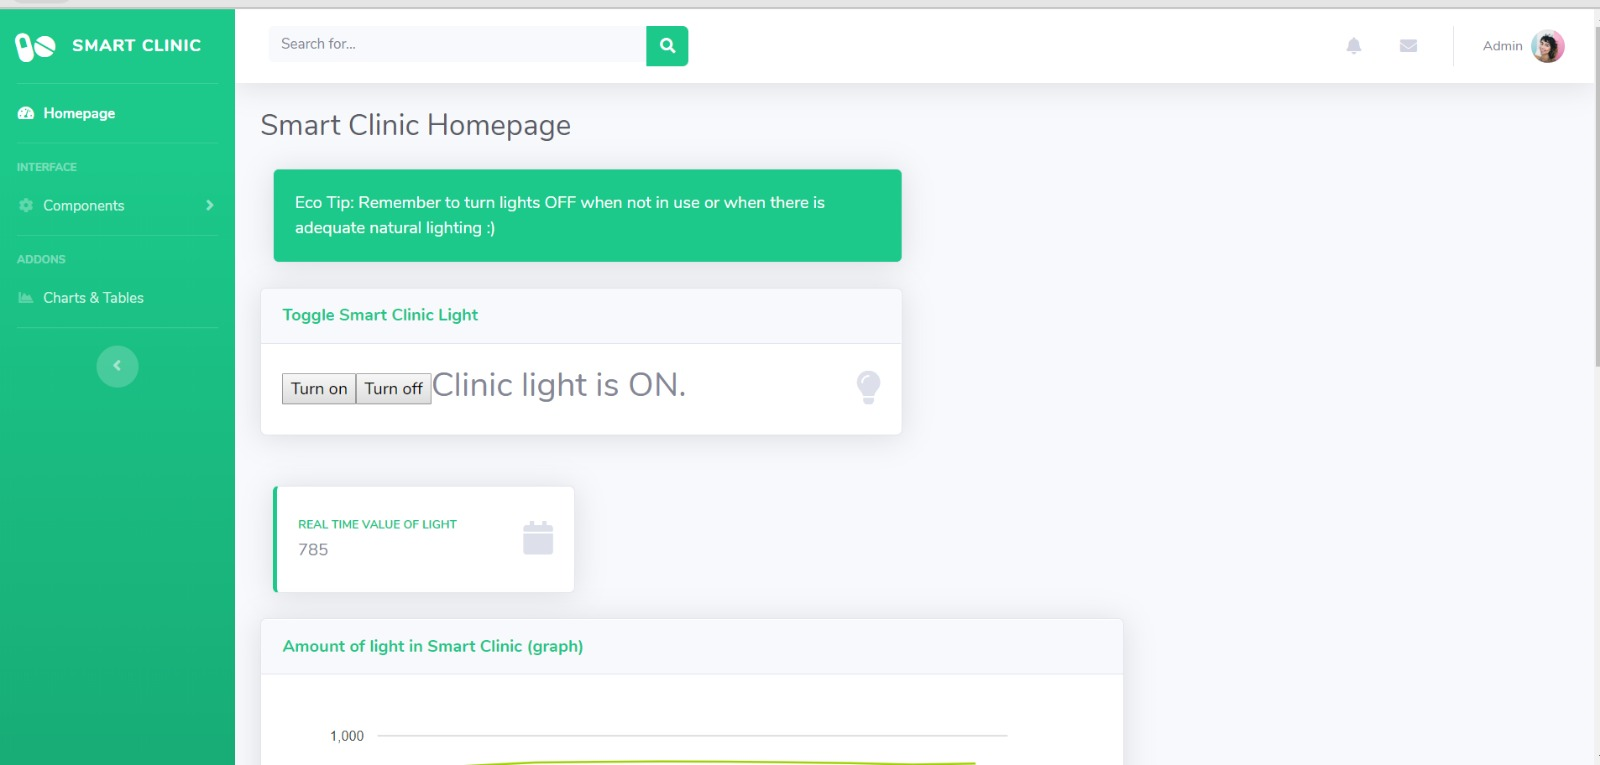 SMART CLINIC
Search for...
Admin
Homepage
INTERFACE
Components
ADDONS
Charts & Tables
Smart Clinic Homepage
Eco Tip: Remember to turn lights OFF when not in use or when there is
adequate natural lighting :)
Toggle Smart Clinic Light
Turn on Turn off Clinic light is ON.
REAL TIME VALUE OF LIGHT
785
Amount of light in Smart Clinic (graph)
1,000